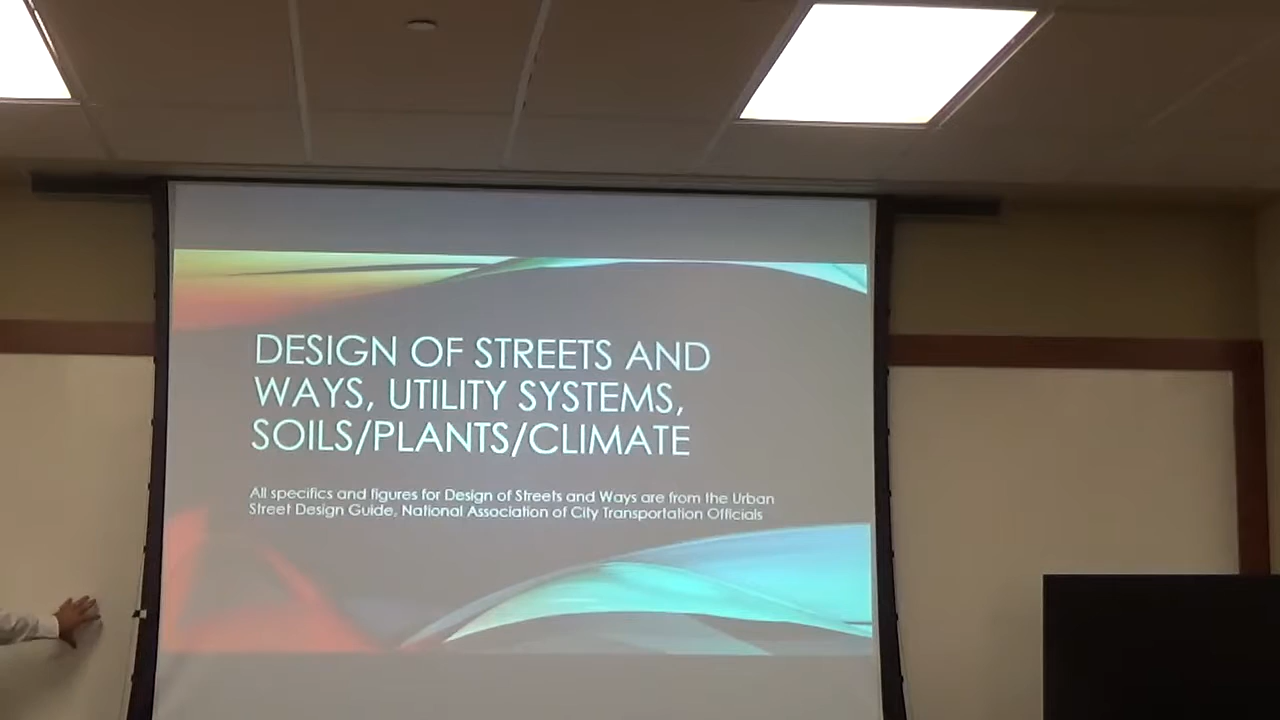 DESIGN OF STREETS AND
WAYS, UTILITY SYSTEMS,
SOILS/PLANTS/CLIMATE
All specifics and figures for Design of Streets and Ways are from the Urban
Street Design Guide, National Association of City Transportation Officials